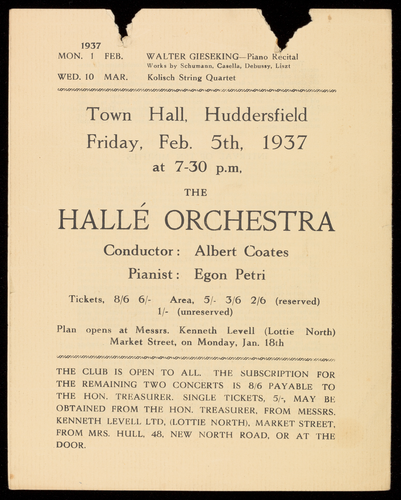 1937
MON. 1 FEB. WALTER GIESEKING—Piano Recital
Works by Schumann, Casella, Debussy, Liszt
WED. 10 MAR. Kolisch String Quartet
Town Hall, Huddersfield
Friday, Feb. 5th, 1937
at 7-30 p.m,
THE
HALLÉ ORCHESTRA
Conductor: Albert Coates
Pianist: Egon Petri
Tickets, 8/6 6/- Area, 5/- 3/6 2/6 (reserved)
1/- (unreserved)
Plan opens at Messrs. Kenneth Levell (Lottie North)
Market Street, on Monday, Jan. 18th
THE CLUB IS OPEN TO ALL. THE SUBSCRIPTION FOR
THE REMAINING TWO CONCERTS IS 8/6 PAYABLE TO
THE HON. TREASURER. SINGLE TICKETS, 5/-, MAY BE
OBTAINED FROM THE HON. TREASURER, FROM MESSRS.
KENNETH LEVELL LTD, (LOTTIE NORTH), MARKET STREET,
FROM MRS. HULL, 48, NEW NORTH ROAD, OR AT THE
DOOR.